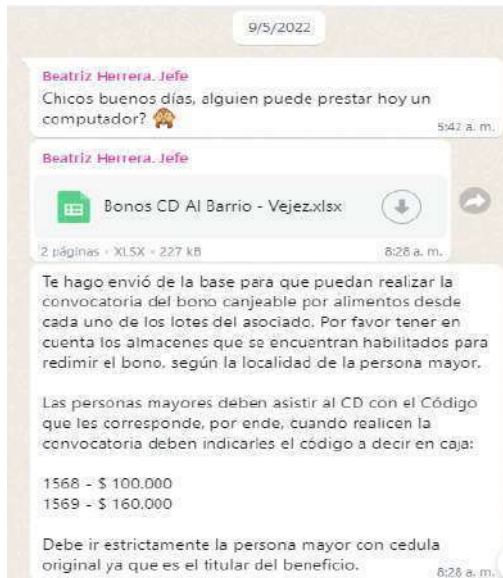 9/5/2022
Beatriz Herrera. Jefe
Chicos buenos días, alguien puede prestar hoy un
computador? 🙈
5:42 a. m.
Beatriz Herrera. Jefe
Bonos CD Al Barrio - Vejez.xlsx
2 páginas • XLSX • 227 kB
8:28 a. m.
Te hago envió de la base para que puedan realizar la
convocatoria del bono canjeable por alimentos desde
cada uno de los lotes del asociado. Por favor tener en
cuenta los almacenes que se encuentran habilitados para
redimir el bono, según la localidad de la persona mayor.
Las personas mayores deben asistir al CD con el Código
que les corresponde, por ende, cuando realicen la
convocatoria deben indicarles el código a decir en caja:
1568 - $ 100.000
1569 - $ 160.000
Debe ir estrictamente la persona mayor con cedula
original ya que es el titular del beneficio.
8:28 a. m.